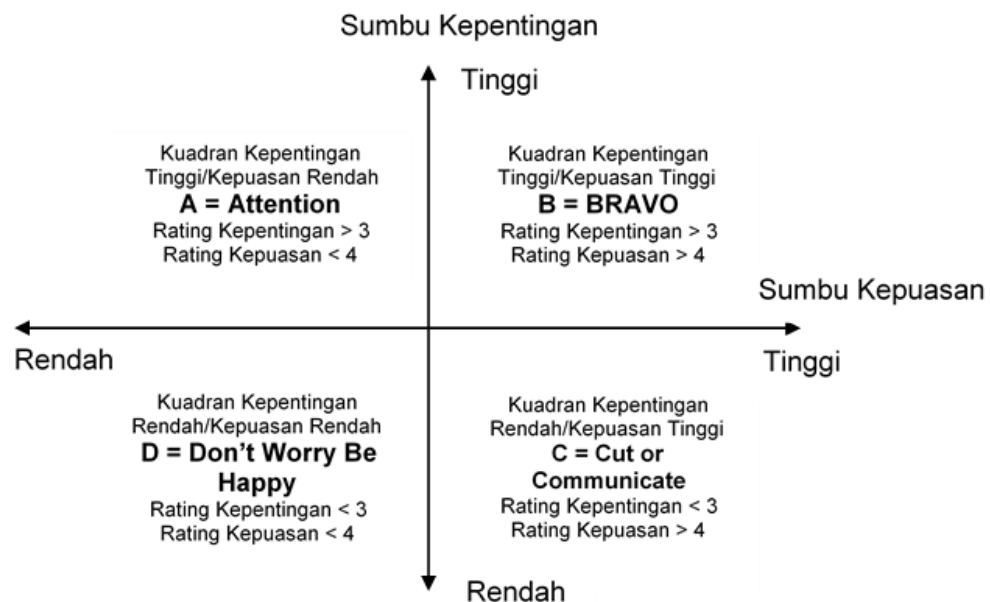 Sumbu Kepentingan
Tinggi
Kuadran Kepentingan
Tinggi/Kepuasan Rendah
A = Attention
Rating Kepentingan > 3
Rating Kepuasan < 4
Kuadran Kepentingan
Tinggi/Kepuasan Tinggi
B = BRAVO
Rating Kepentingan > 3
Rating Kepuasan > 4
Sumbu Kepuasan
Rendah
Tinggi
Kuadran Kepentingan
Rendah/Kepuasan Rendah
D = Don't Worry Be
Happy
Rating Kepentingan < 3
Rating Kepuasan < 4
Kuadran Kepentingan
Rendah/Kepuasan Tinggi
C = Cut or
Communicate
Rating Kepentingan < 3
Rating Kepuasan > 4
Rendah